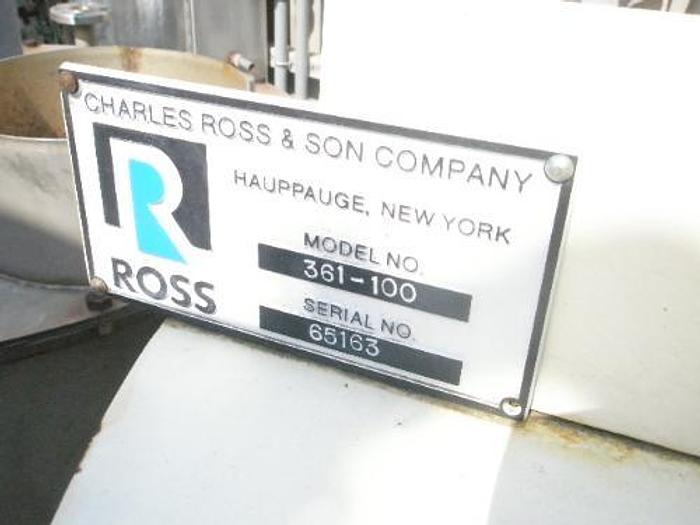 CHARLES ROSS & SON COMPANY
HAUPPAUGE, NEW YORK
R
ROSS
MODEL NO.
361-100
SERIAL NO.
65163